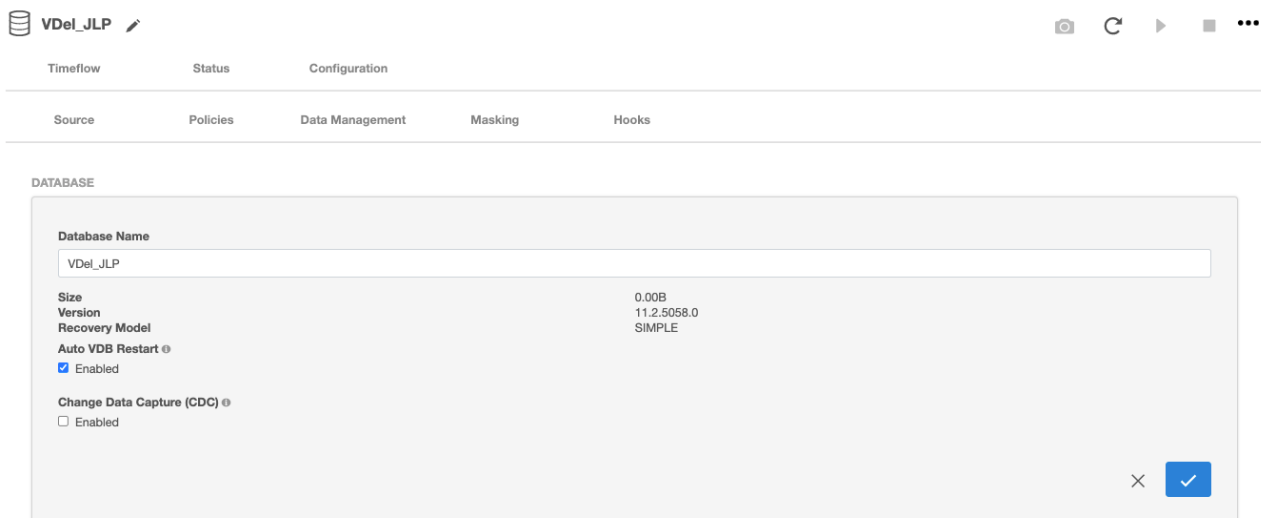 VDel_JLP
Timeflow Status Configuration
Source Policies Data Management Masking Hooks
DATABASE
Database Name
VDel_JLP
Size 0.00B
Version 11.2.5058.0
Recovery Model SIMPLE
Auto VDB Restart
Enabled
Change Data Capture (CDC)
Enabled